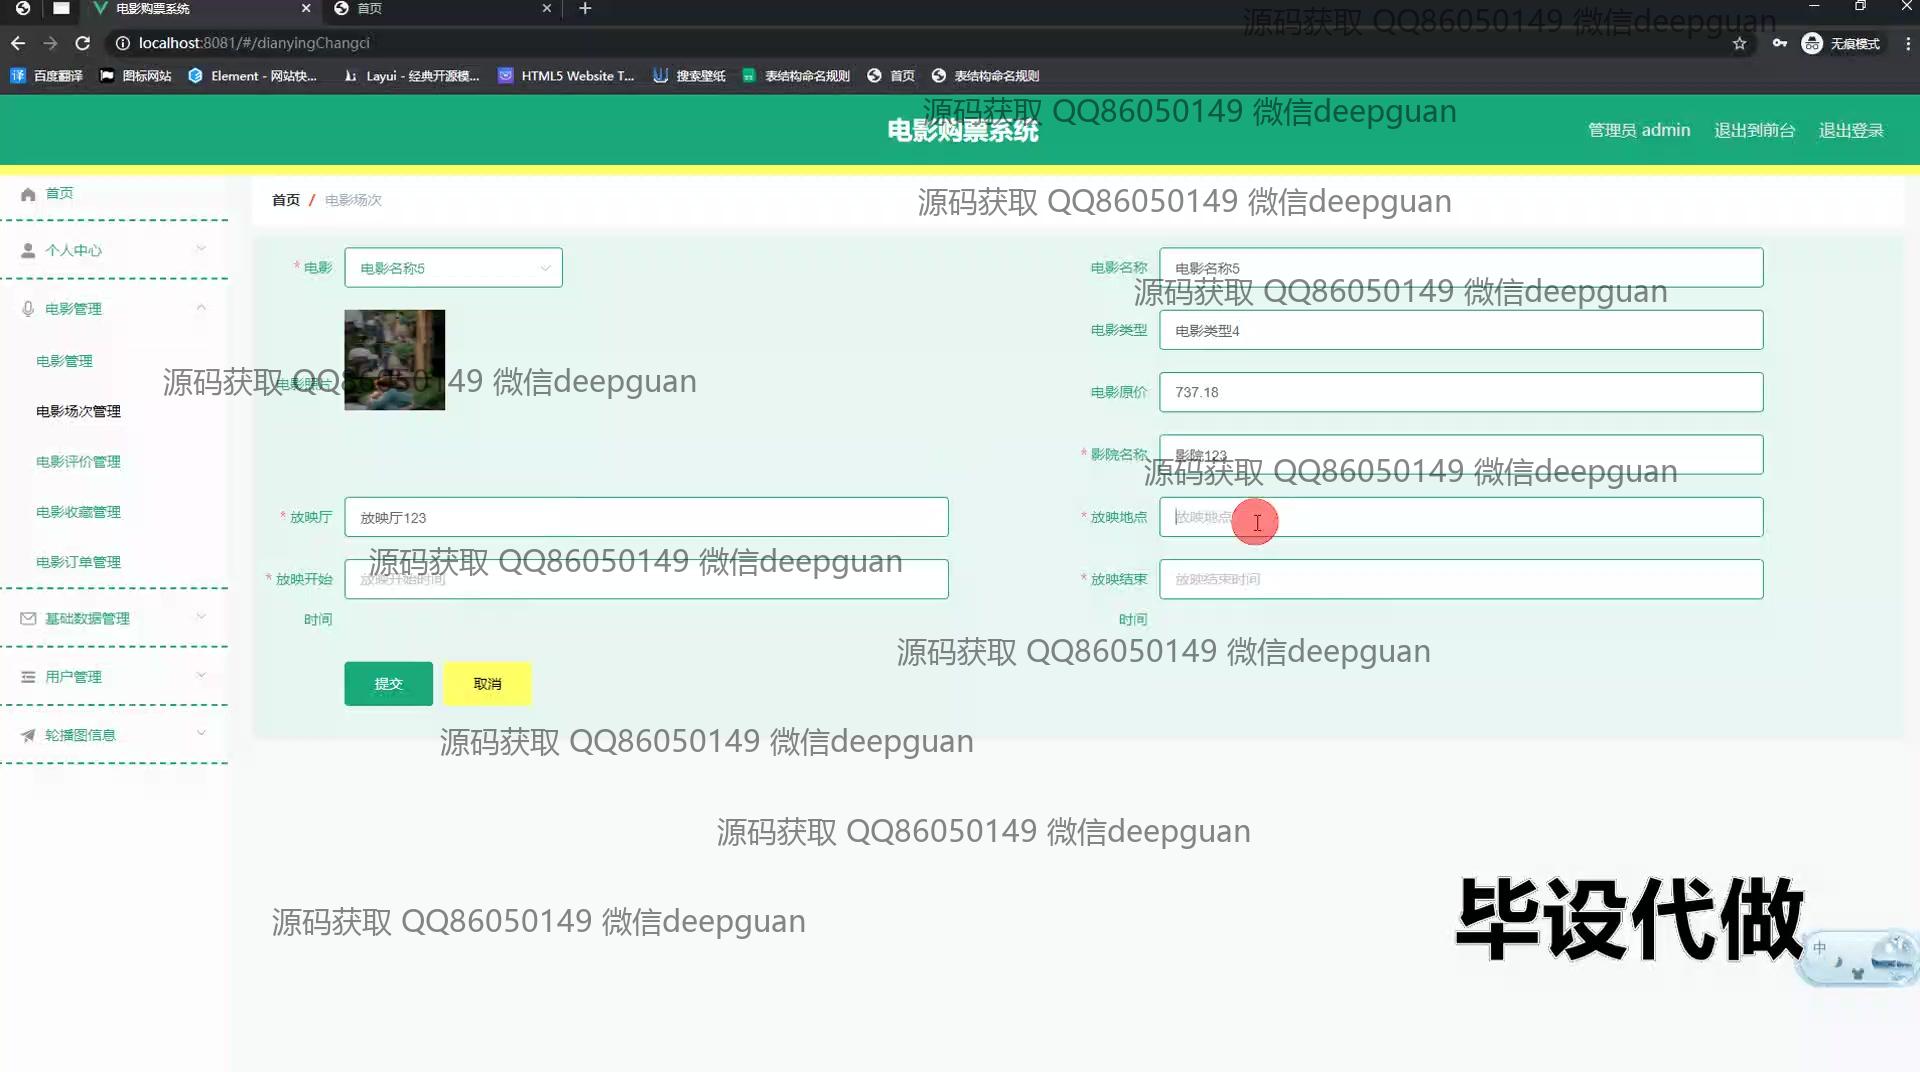 电影购票系统
首页
源码获取 QQ86050149 微信deepguan
localhost:8081/#/dianyingChangci
无痕模式
百度翻译
图标网站
Element - 网站快...
Layui - 经典开源模...
HTML5 Website T...
搜索壁纸
表结构命名规则
首页
表结构命名规则
源码获取 QQ86050149 微信deepguan
电影购票系统
管理员 admin
退出到前台
退出登录
首页
首页 / 电影场次
源码获取 QQ86050149 微信deepguan
个人中心
* 电影
电影名称5
电影名称
电影名称5
源码获取 QQ86050149 微信deepguan
电影管理
电影类型
电影类型4
电影管理
源码获取 QQ86050149 微信deepguan
电影照片
电影原价
737.18
电影场次管理
* 影院名称
影院123
源码获取 QQ86050149 微信deepguan
电影评价管理
电影收藏管理
* 放映厅
放映厅123
* 放映地点
放映地点
电影订单管理
源码获取 QQ86050149 微信deepguan
* 放映开始
时间
放映开始时间
* 放映结束
时间
放映结束时间
基础数据管理
源码获取 QQ86050149 微信deepguan
用户管理
提交
取消
轮播图信息
源码获取 QQ86050149 微信deepguan
源码获取 QQ86050149 微信deepguan
源码获取 QQ86050149 微信deepguan
毕设代做
中